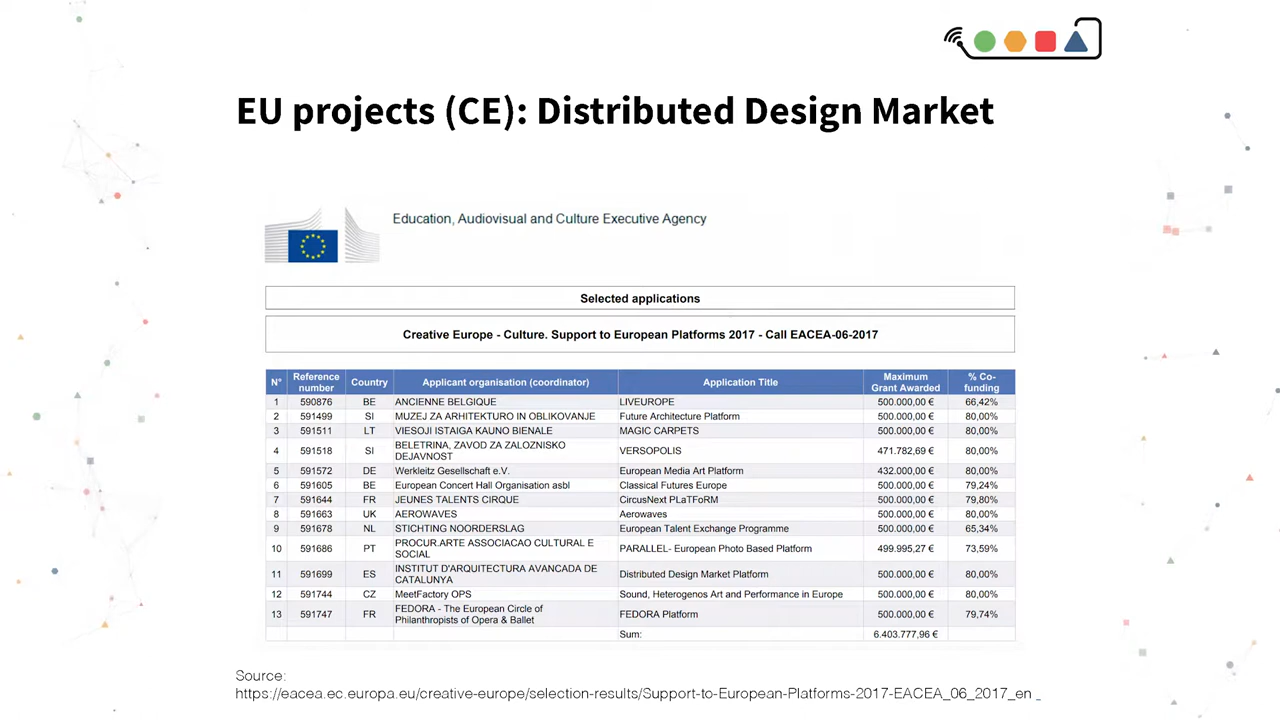 EU projects (CE): Distributed Design Market
Education, Audiovisual and Culture Executive Agency
Selected applications
Creative Europe - Culture. Support to European Platforms 2017 - Call EACEA-06-2017
N° Reference number Country Applicant organisation (coordinator) Application Title Maximum Grant Awarded % Co-funding
1 590876 BE ANCIENNE BELGIQUE LIVEUROPE 500.000,00 € 66,42%
2 591499 SI MUZEJ ZA ARHITEKTURO IN OBLIKOVANJE Future Architecture Platform 500.000,00 € 80,00%
3 591511 LT VIESOJI ISTAIGA KAUNO BIENALE MAGIC CARPETS 500.000,00 € 80,00%
4 591518 SI BELETRINA, ZAVOD ZA ZALOZNISKO DEJAVNOST VERSOPOLIS 471.782,69 € 80,00%
5 591572 DE Werkleitz Gesellschaft e.V. European Media Art Platform 432.000,00 € 80,00%
6 591605 BE European Concert Hall Organisation asbl Classical Futures Europe 500.000,00 € 79,24%
7 591644 FR JEUNES TALENTS CIRQUE CircusNext PLaTFoRM 500.000,00 € 79,80%
8 591663 UK AEROWAVES Aerowaves 500.000,00 € 80,00%
9 591678 NL STICHTING NOORDERSLAG European Talent Exchange Programme 500.000,00 € 65,34%
10 591686 PT PROCUR.ARTE ASSOCIACAO CULTURAL E SOCIAL PARALLEL- European Photo Based Platform 499.995,27 € 73,59%
11 591699 ES INSTITUT D'ARQUITECTURA AVANCADA DE CATALUNYA Distributed Design Market Platform 500.000,00 € 80,00%
12 591744 CZ MeetFactory OPS Sound, Heterogenos Art and Performance in Europe 500.000,00 € 80,00%
13 591747 FR FEDORA - The European Circle of Philanthropists of Opera & Ballet FEDORA Platform 500.000,00 € 79,74%
Sum: 6.403.777,96 €
Source:
https://eacea.ec.europa.eu/creative-europe/selection-results/Support-to-European-Platforms-2017-EACEA_06_2017_en _